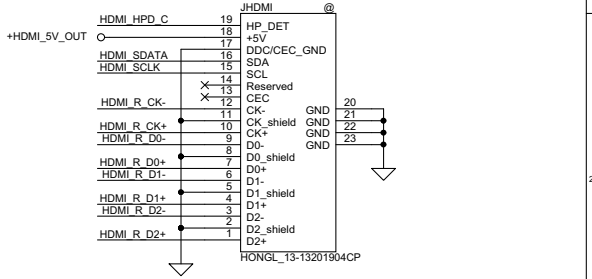 JHDMI @
HDMI_HPD_C 19 HP_DET
+HDMI_5V_OUT 18 +5V
17 DDC/CEC_GND
HDMI_SDATA 16 SDA
HDMI_SCLK 15 SCL
14 Reserved
13 CEC
HDMI_R_CK- 12 CK- GND 20
11 CK_shield GND 21
HDMI_R_CK+ 10 CK+ GND 22
HDMI_R_D0- 9 D0- GND 23
8 D0_shield
HDMI_R_D0+ 7 D0+
HDMI_R_D1- 6 D1-
5 D1_shield
HDMI_R_D1+ 4 D1+
HDMI_R_D2- 3 D2-
2 D2_shield
HDMI_R_D2+ 1 D2+
HONGL_13-13201904CP
2